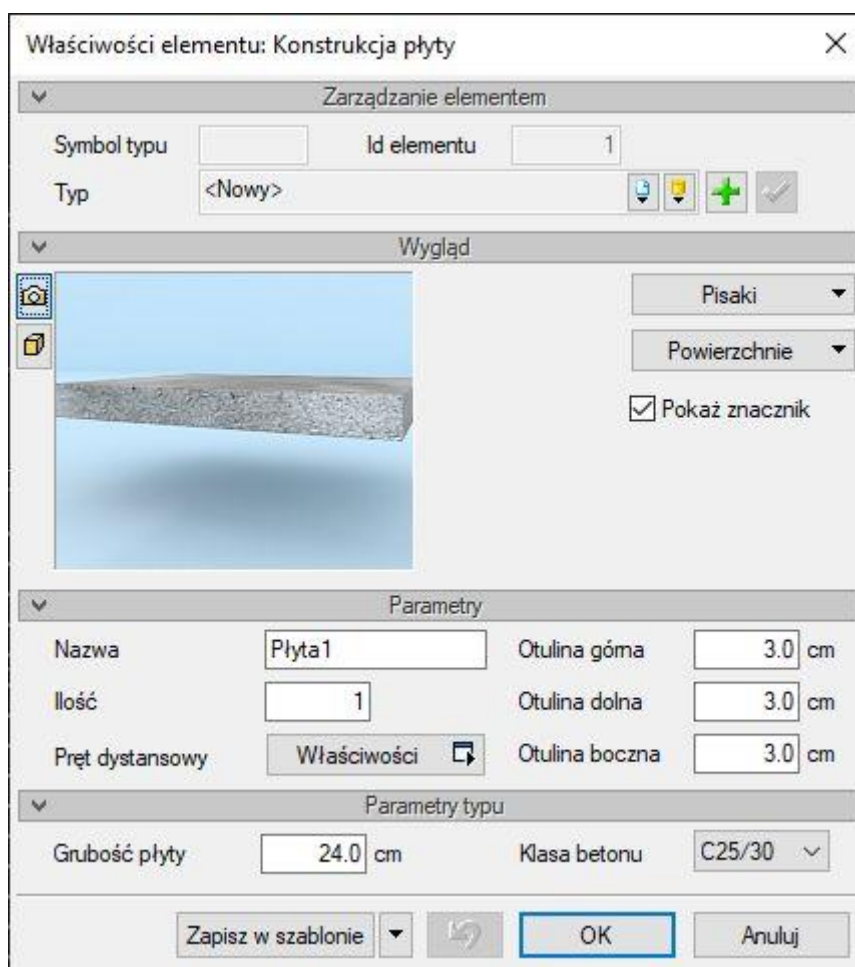 Właściwości elementu: Konstrukcja płyty
Zarządzanie elementem
Symbol typu Id elementu 1
Typ <Nowy>
Wygląd
Pisaki
Powierzchnie
Pokaż znacznik
Parametry
Nazwa Płyta1 Otulina górna 3.0 cm
Ilość 1 Otulina dolna 3.0 cm
Pręt dystansowy Właściwości Otulina boczna 3.0 cm
Parametry typu
Grubość płyty 24.0 cm Klasa betonu C25/30
Zapisz w szablonie OK Anuluj